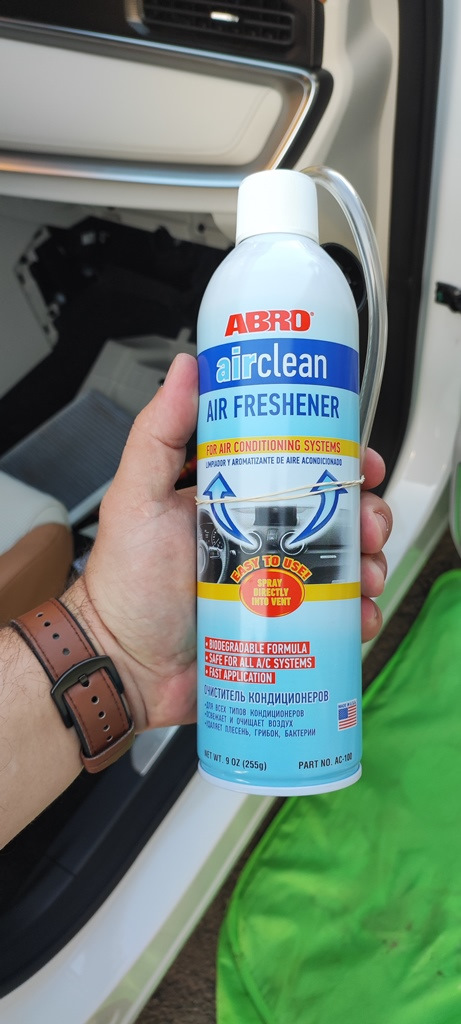 ABRO®
airclean
AIR FRESHENER
FOR AIR CONDITIONING SYSTEMS
LIMPIADOR Y AROMATIZANTE DE AIRE ACONDICIONADO
EASY TO USE!
SPRAY
DIRECTLY
INTO VENT
• BIODEGRADABLE FORMULA
• SAFE FOR ALL A/C SYSTEMS
• FAST APPLICATION
ОЧИСТИТЕЛЬ КОНДИЦИОНЕРОВ
• ДЛЯ ВСЕХ ТИПОВ КОНДИЦИОНЕРОВ
• ОСВЕЖАЕТ И ОЧИЩАЕТ ВОЗДУХ
• УДАЛЯЕТ ПЛЕСЕНЬ, ГРИБОК, БАКТЕРИИ
MADE IN USA
NET WT. 9 OZ (255g) PART NO. AC-100